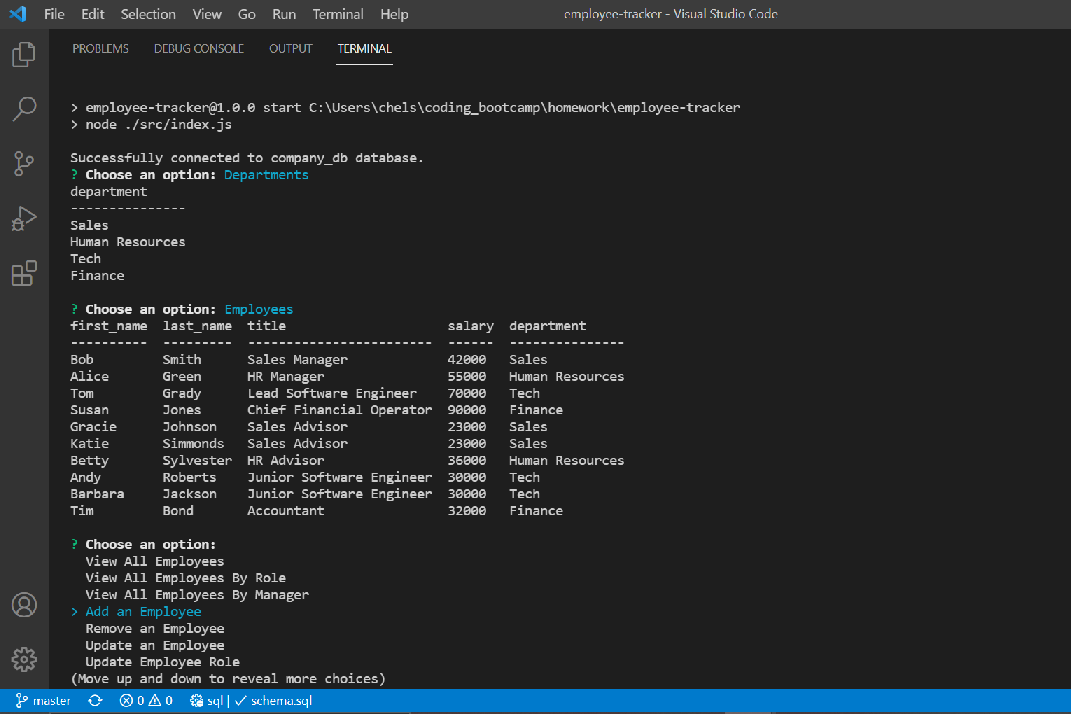 File Edit Selection View Go Run Terminal Help employee-tracker - Visual Studio Code
PROBLEMS DEBUG CONSOLE OUTPUT TERMINAL
> employee-tracker@1.0.0 start C:\Users\chels\coding_bootcamp\homework\employee-tracker
> node ./src/index.js
Successfully connected to company_db database.
? Choose an option: Departments
department
---------------
Sales
Human Resources
Tech
Finance
? Choose an option: Employees
first_name last_name title salary department
---------- --------- ------------------------ ------ ---------------
Bob Smith Sales Manager 42000 Sales
Alice Green HR Manager 55000 Human Resources
Tom Grady Lead Software Engineer 70000 Tech
Susan Jones Chief Financial Operator 90000 Finance
Gracie Johnson Sales Advisor 23000 Sales
Katie Simmonds Sales Advisor 23000 Sales
Betty Sylvester HR Advisor 36000 Human Resources
Andy Roberts Junior Software Engineer 30000 Tech
Barbara Jackson Junior Software Engineer 30000 Tech
Tim Bond Accountant 32000 Finance
? Choose an option:
View All Employees
View All Employees By Role
View All Employees By Manager
> Add an Employee
Remove an Employee
Update an Employee
Update Employee Role
(Move up and down to reveal more choices)
master 0 0 sql | schema.sql